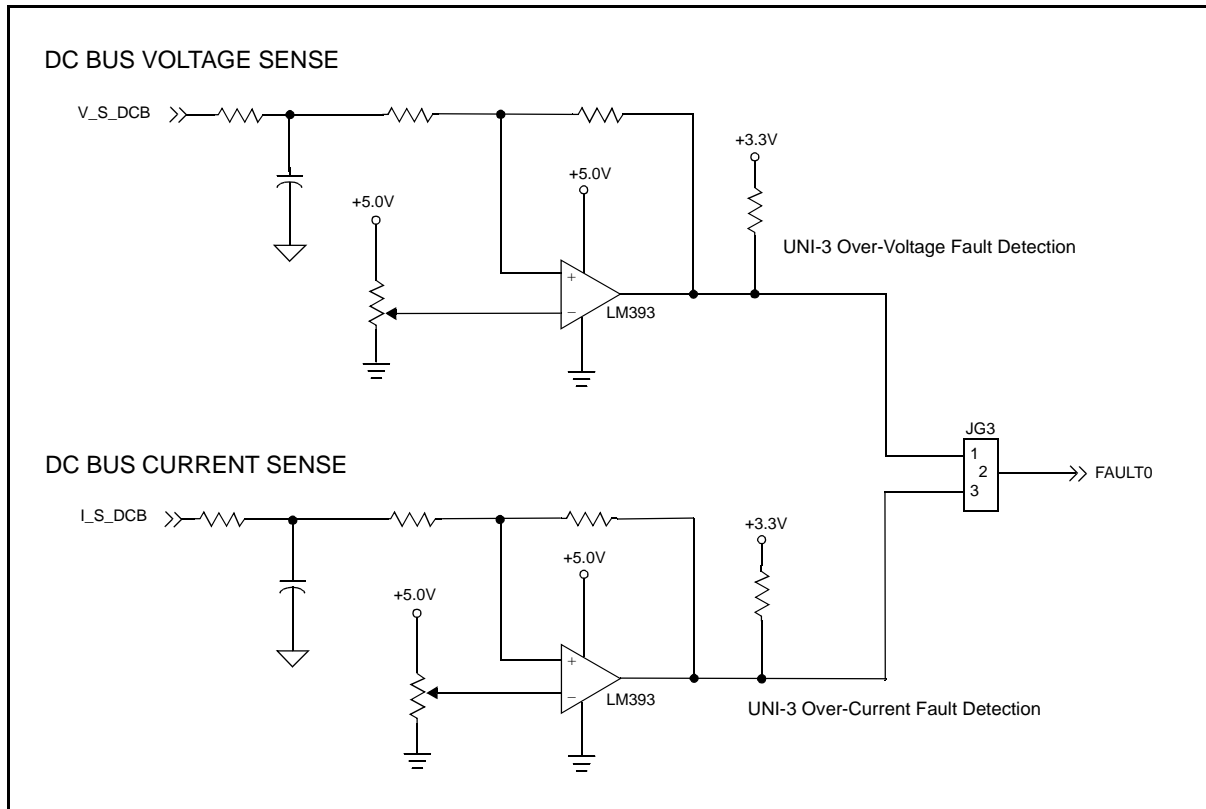 DC BUS VOLTAGE SENSE
V_S_DCB
+3.3V
+5.0V
+5.0V
UNI-3 Over-Voltage Fault Detection
+
−
LM393
JG3
1
2
3
FAULT0
DC BUS CURRENT SENSE
I_S_DCB
+3.3V
+5.0V
+5.0V
+
−
LM393
UNI-3 Over-Current Fault Detection